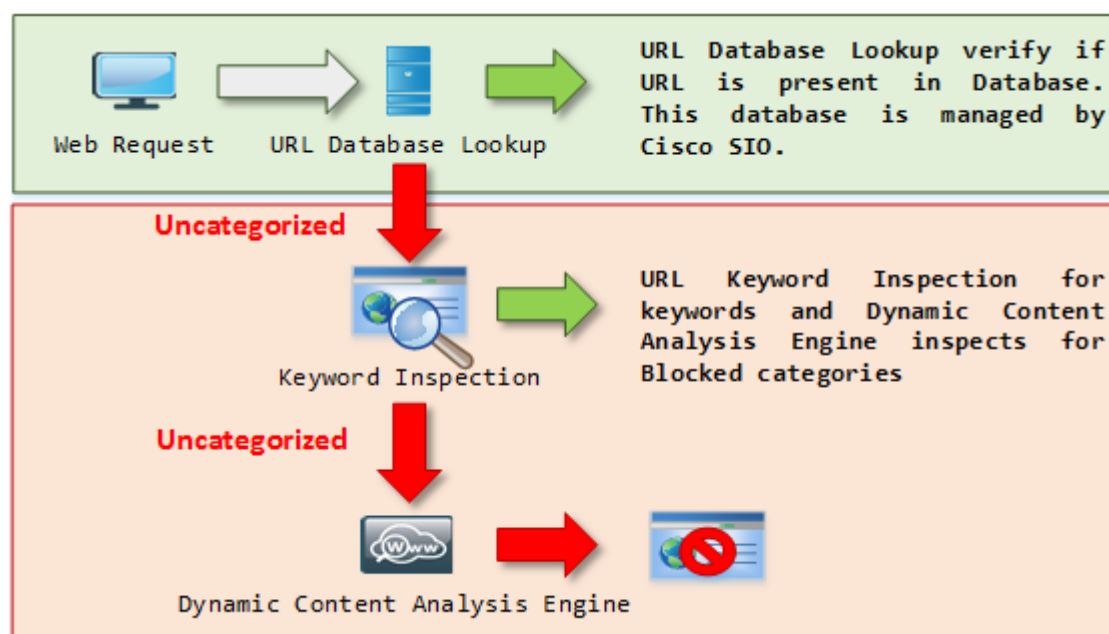 URL Database Lookup verify if
URL is present in Database.
This database is managed by
Cisco SIO.
Web Request
URL Database Lookup
Uncategorized
URL Keyword Inspection for
keywords and Dynamic Content
Analysis Engine inspects for
Blocked categories
Keyword Inspection
Uncategorized
Www
Dynamic Content Analysis Engine